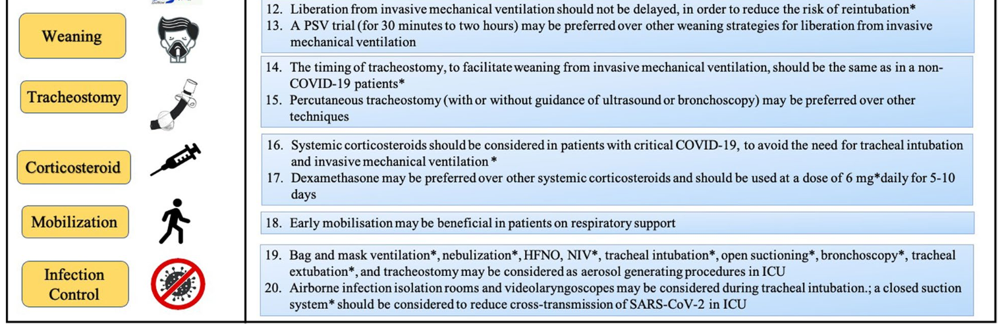 Weaning
12. Liberation from invasive mechanical ventilation should not be delayed, in order to reduce the risk of reintubation*
13. A PSV trial (for 30 minutes to two hours) may be preferred over other weaning strategies for liberation from invasive
mechanical ventilation
Tracheostomy
14. The timing of tracheostomy, to facilitate weaning from invasive mechanical ventilation, should be the same as in a non-
COVID-19 patients*
15. Percutaneous tracheostomy (with or without guidance of ultrasound or bronchoscopy) may be preferred over other
techniques
Corticosteroid
16. Systemic corticosteroids should be considered in patients with critical COVID-19, to avoid the need for tracheal intubation
and invasive mechanical ventilation *
17. Dexamethasone may be preferred over other systemic corticosteroids and should be used at a dose of 6 mg*daily for 5-10
days
Mobilization
18. Early mobilisation may be beneficial in patients on respiratory support
Infection
Control
19. Bag and mask ventilation*, nebulization*, HFNO, NIV*, tracheal intubation*, open suctioning*, bronchoscopy*, tracheal
extubation*, and tracheostomy may be considered as aerosol generating procedures in ICU
20. Airborne infection isolation rooms and videolaryngoscopes may be considered during tracheal intubation.; a closed suction
system* should be considered to reduce cross-transmission of SARS-CoV-2 in ICU